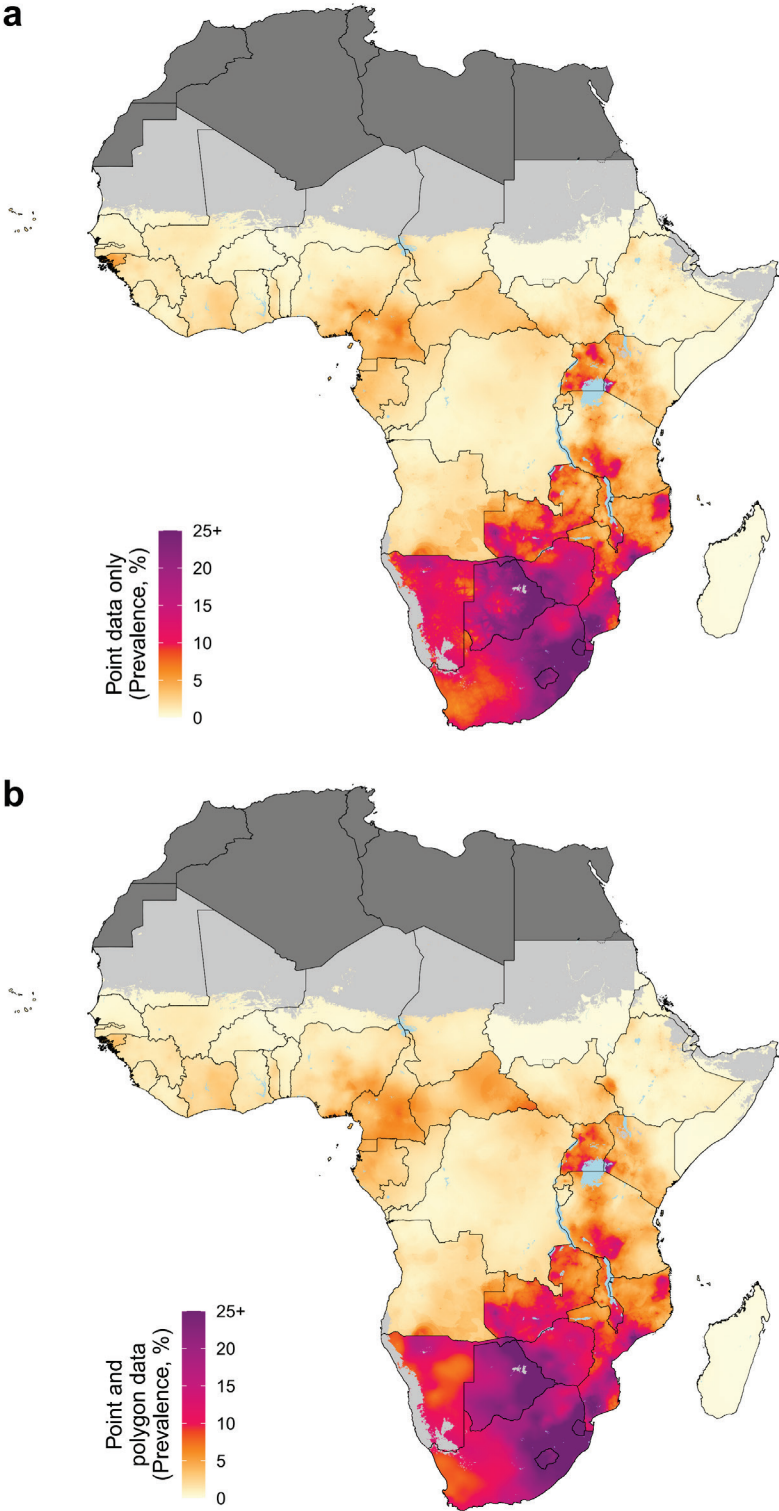 a
Point data only
(Prevalence, %)
25+
20
15
10
5
0
b
Point and
polygon data
(Prevalence, %)
25+
20
15
10
5
0